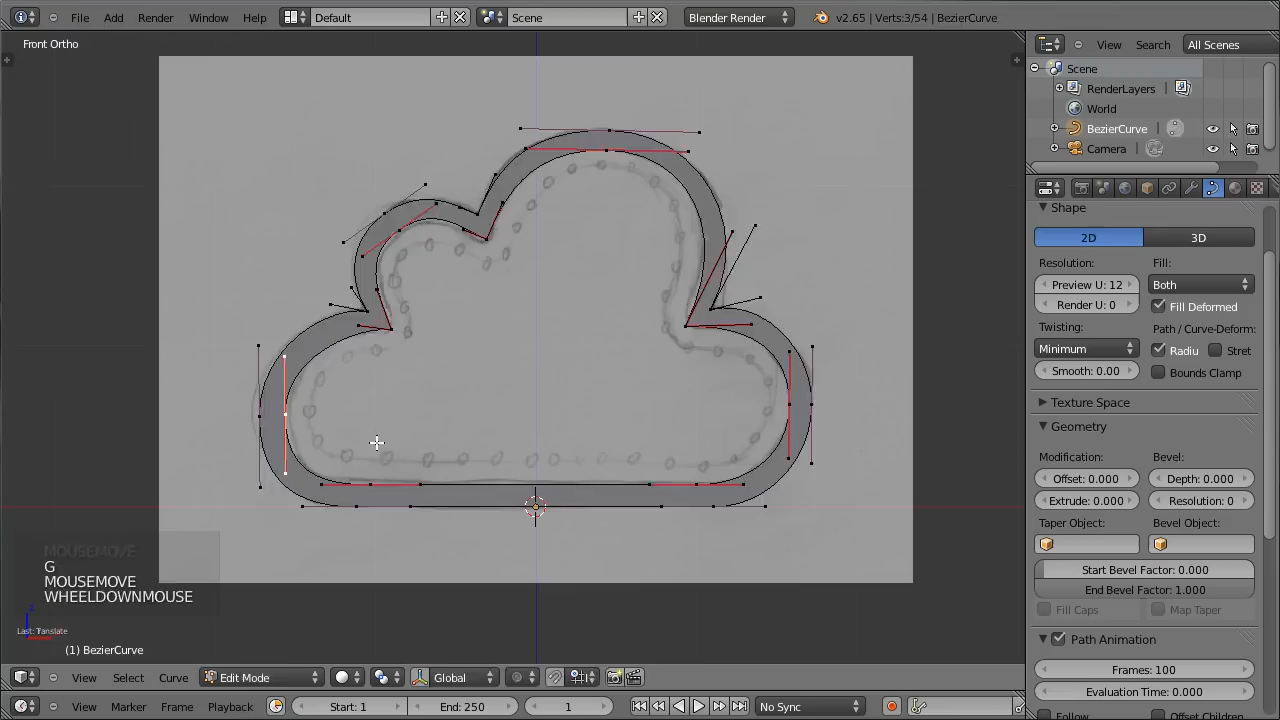 File Add Render Window Help Default Scene Blender Render v2.65 | Verts:3/54 | BezierCurve
Front Ortho
View Search All Scenes
Scene
RenderLayers
World
BezierCurve
Camera
Shape
2D 3D
Resolution: Fill:
Preview U: 12 Both
Render U: 0 Fill Deformed
Twisting: Path / Curve-Deform:
Minimum Radiu Stret
Smooth: 0.00 Bounds Clamp
Texture Space
Geometry
Modification: Bevel:
Offset: 0.000 Depth: 0.000
Extrude: 0.000 Resolution: 0
Taper Object: Bevel Object:
Start Bevel Factor: 0.000
End Bevel Factor: 1.000
Fill Caps Map Taper
Path Animation
Frames: 100
Evaluation Time: 0.000
Follow Offset Children
MOUSEMOVE
G
MOUSEMOVE
WHEELDOWNMOUSE
z
Last: Translate
(1) BezierCurve
View Select Curve Edit Mode Global
View Marker Frame Playback Start: 1 End: 250 1 No Sync